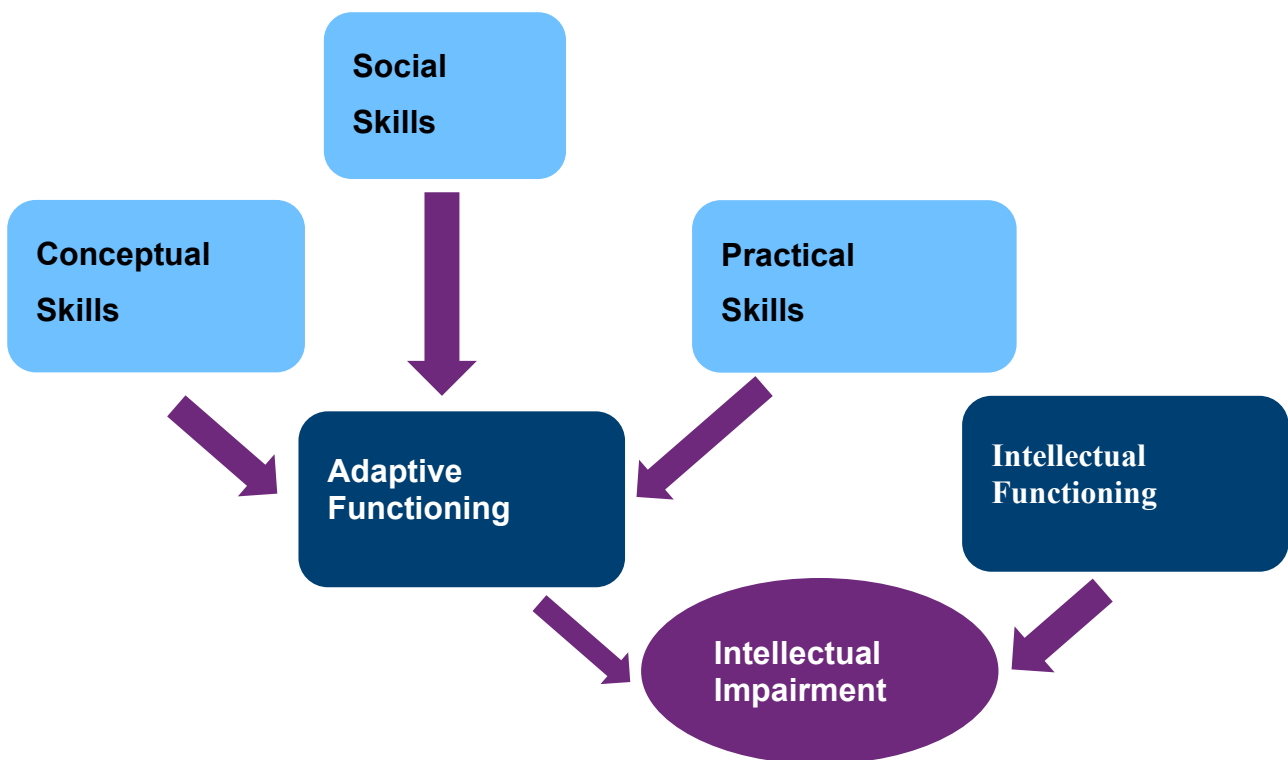 Social
Skills
Conceptual
Skills
Practical
Skills
Adaptive
Functioning
Intellectual
Functioning
Intellectual
Impairment